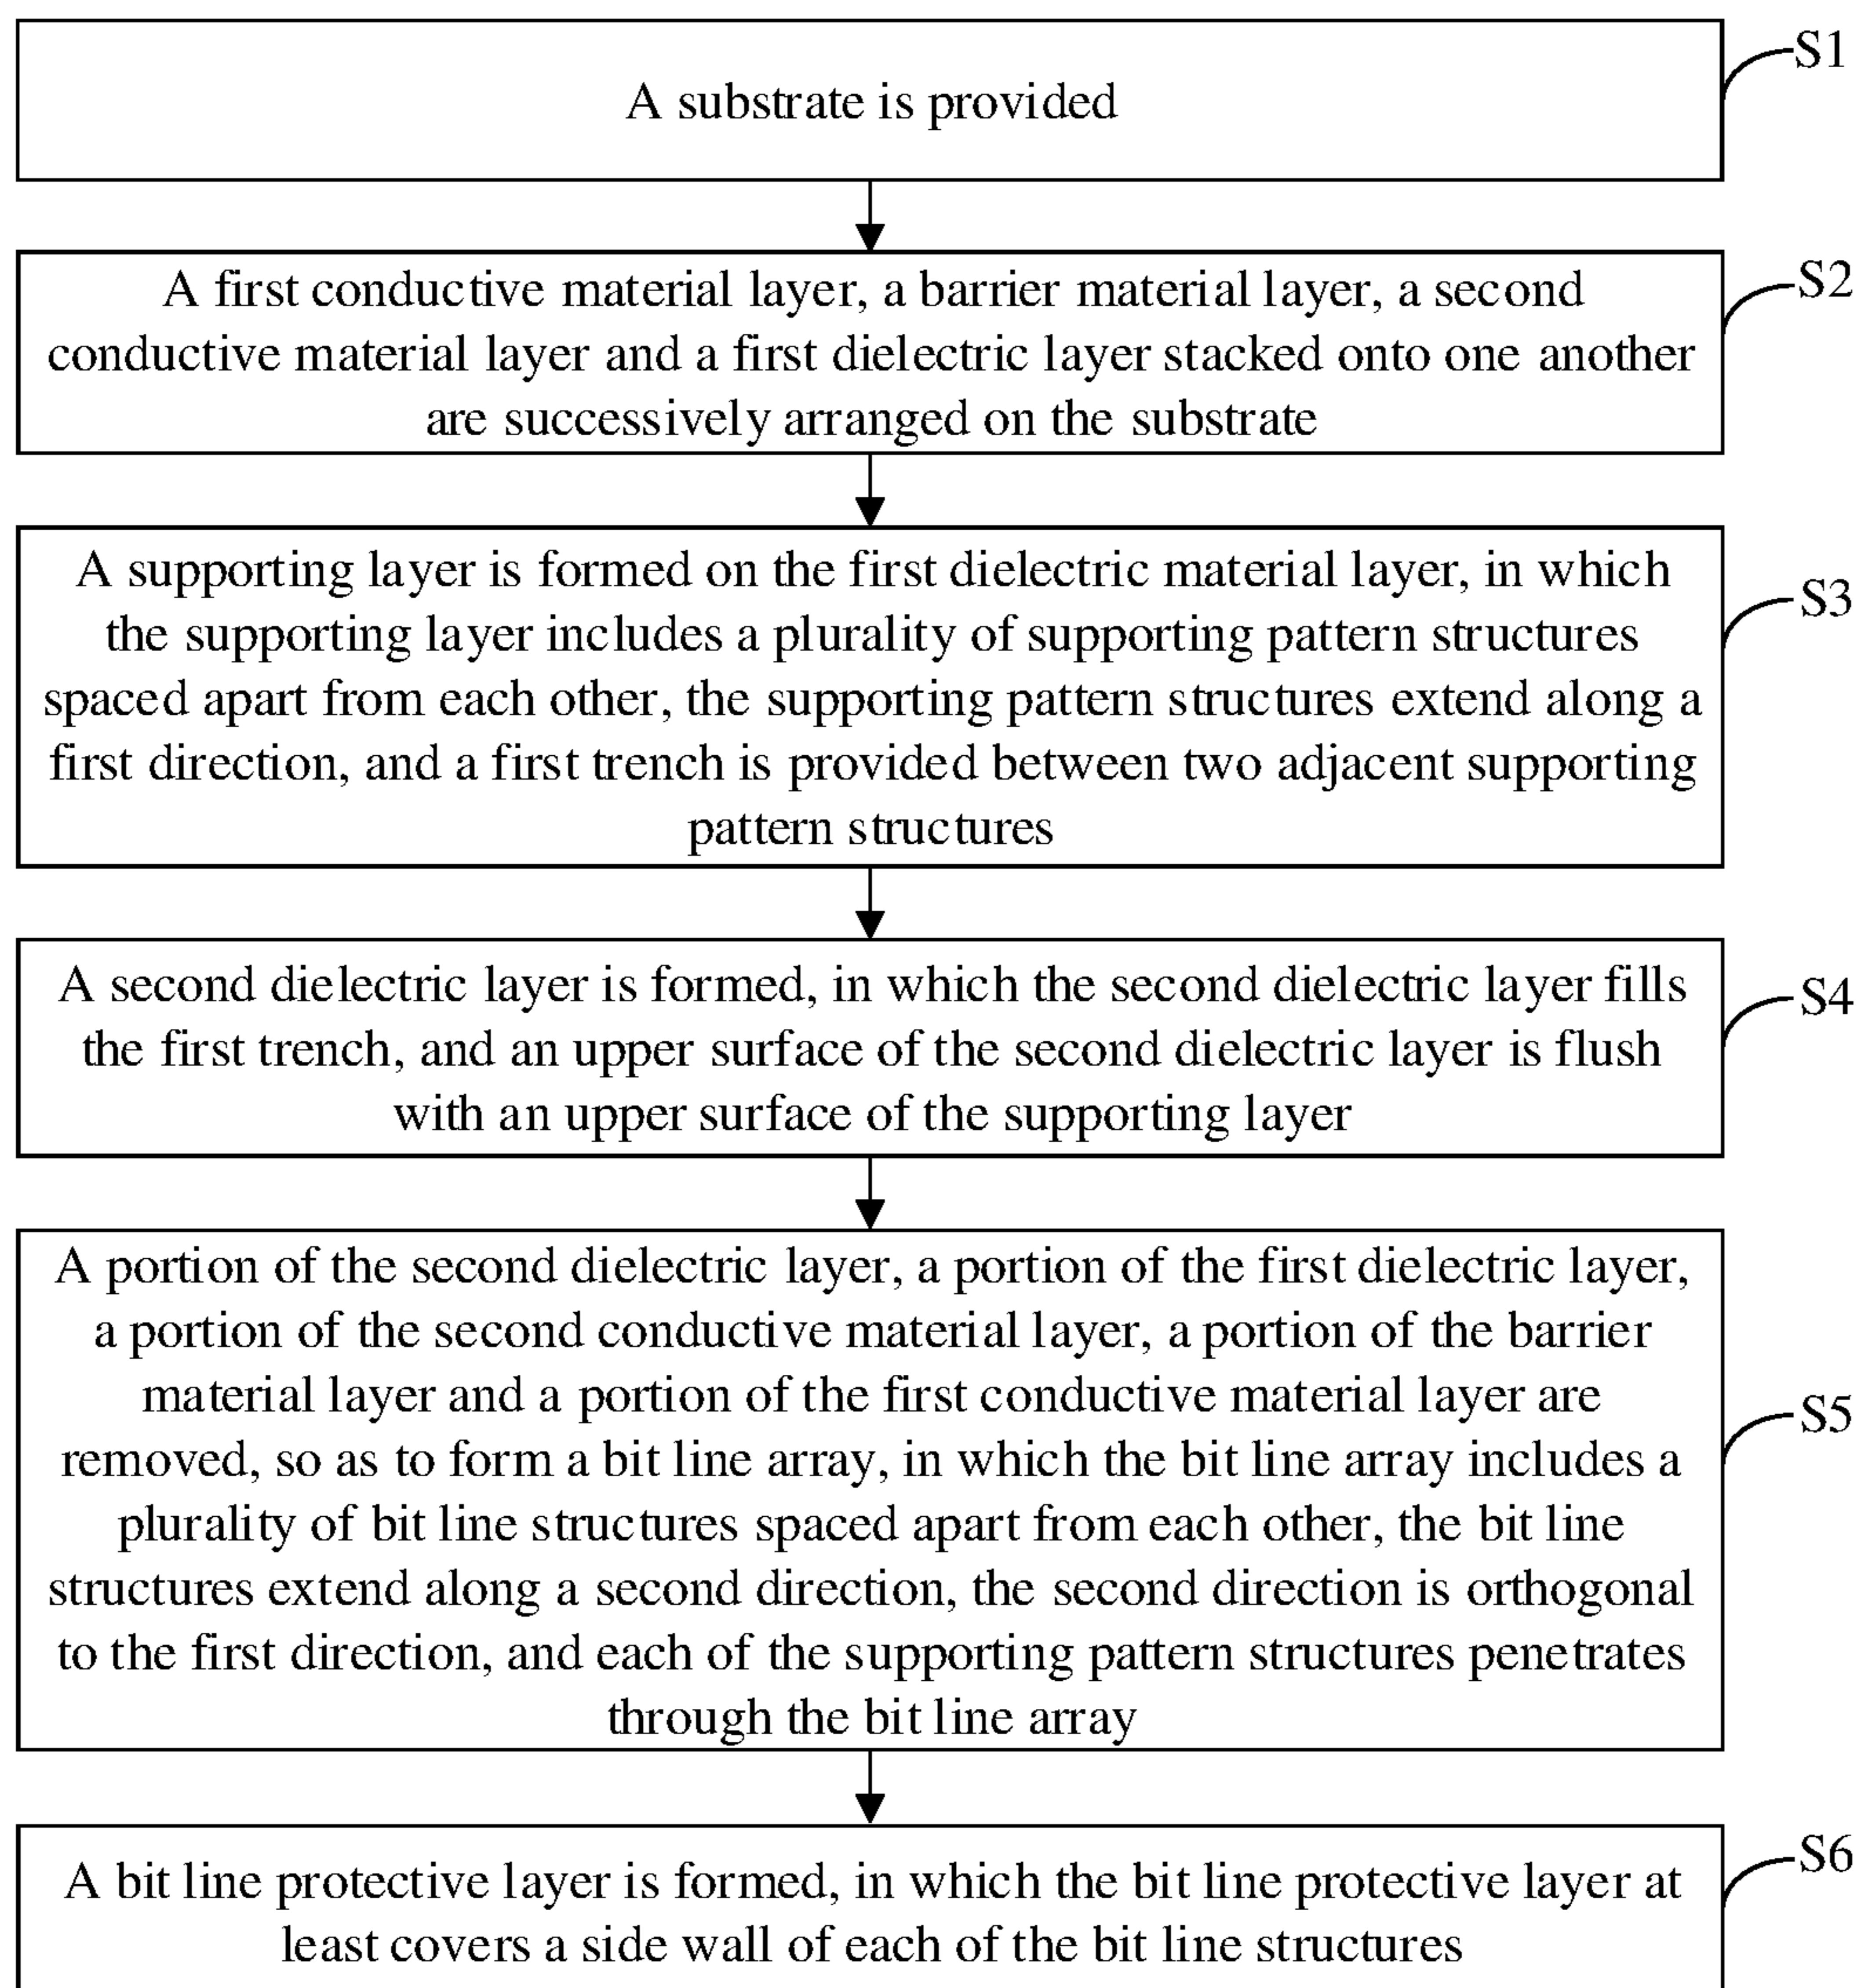 A substrate is provided
S1
A first conductive material layer, a barrier material layer, a second
conductive material layer and a first dielectric layer stacked onto one another
are successively arranged on the substrate
S2
A supporting layer is formed on the first dielectric material layer, in which
the supporting layer includes a plurality of supporting pattern structures
spaced apart from each other, the supporting pattern structures extend along a
first direction, and a first trench is provided between two adjacent supporting
pattern structures
S3
A second dielectric layer is formed, in which the second dielectric layer fills
the first trench, and an upper surface of the second dielectric layer is flush
with an upper surface of the supporting layer
S4
A portion of the second dielectric layer, a portion of the first dielectric layer,
a portion of the second conductive material layer, a portion of the barrier
material layer and a portion of the first conductive material layer are
removed, so as to form a bit line array, in which the bit line array includes a
plurality of bit line structures spaced apart from each other, the bit line
structures extend along a second direction, the second direction is orthogonal
to the first direction, and each of the supporting pattern structures penetrates
through the bit line array
S5
A bit line protective layer is formed, in which the bit line protective layer at
least covers a side wall of each of the bit line structures
S6